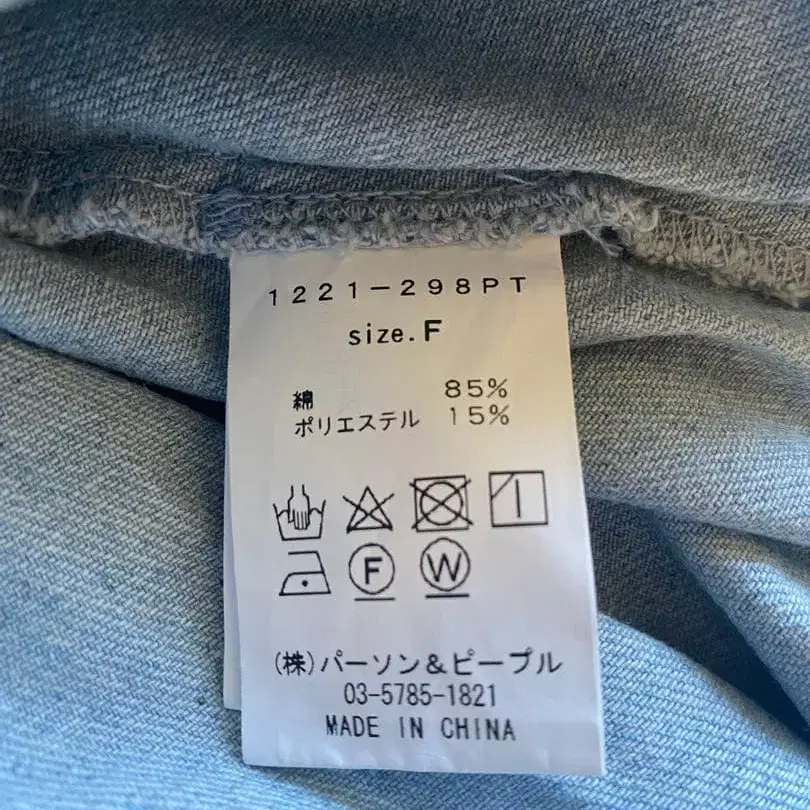 1221-298PT
size.F
綿 85%
ポリエステル 15%
F W
(株)パーソン&ピープル
03-5785-1821
MADE IN CHINA